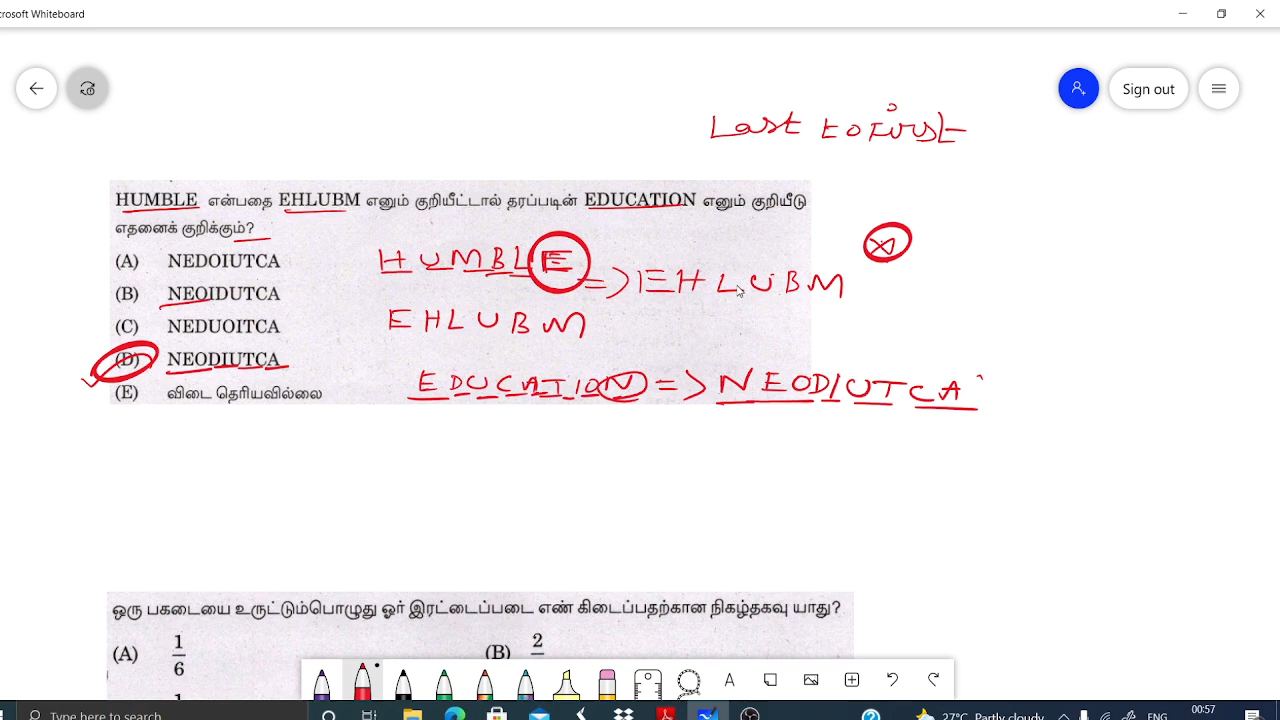 crosoft Whiteboard
Sign out
Last to First
HUMBLE என்பதை EHLUBM எனும் குறியீட்டால் தரப்படின் EDUCATION எனும் குறியீடு
எதனைக் குறிக்கும்?
(A) NEDOIUTCA
(B) NEOIDUTCA
(C) NEDUOITCA
(D) NEODIUTCA
(E) விடை தெரியவில்லை
HUMBLE => EHLUBM
EHLUBM
EDUCATION => NEODIUTCA
ஒரு பகடையை உருட்டும்பொழுது ஓர் இரட்டைப்படை எண் கிடைப்பதற்கான நிகழ்தகவு யாது?
(A) 1/6 (B) 2
A
Type here to search
27°C Partly cloudy ENG 00:57